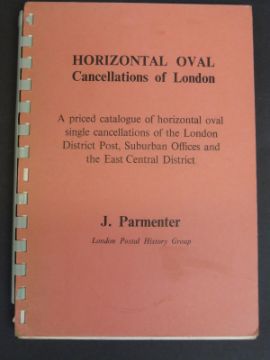 HORIZONTAL OVAL
Cancellations of London
A priced catalogue of horizontal oval
single cancellations of the London
District Post, Suburban Offices and
the East Central District
J. Parmenter
London Postal History Group